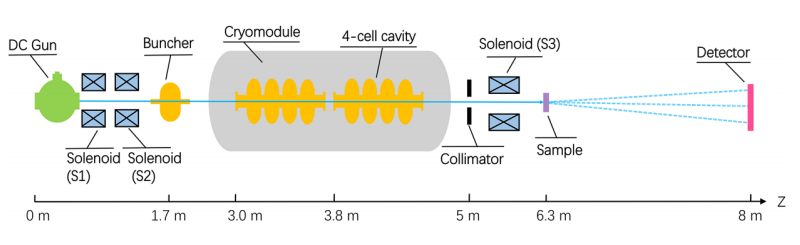 DC Gun
Buncher
Cryomodule
4-cell cavity
Solenoid (S3)
Detector
Solenoid
(S1)
Solenoid
(S2)
Collimator
Sample
Z
0 m
1.7 m
3.0 m
3.8 m
5 m
6.3 m
8 m